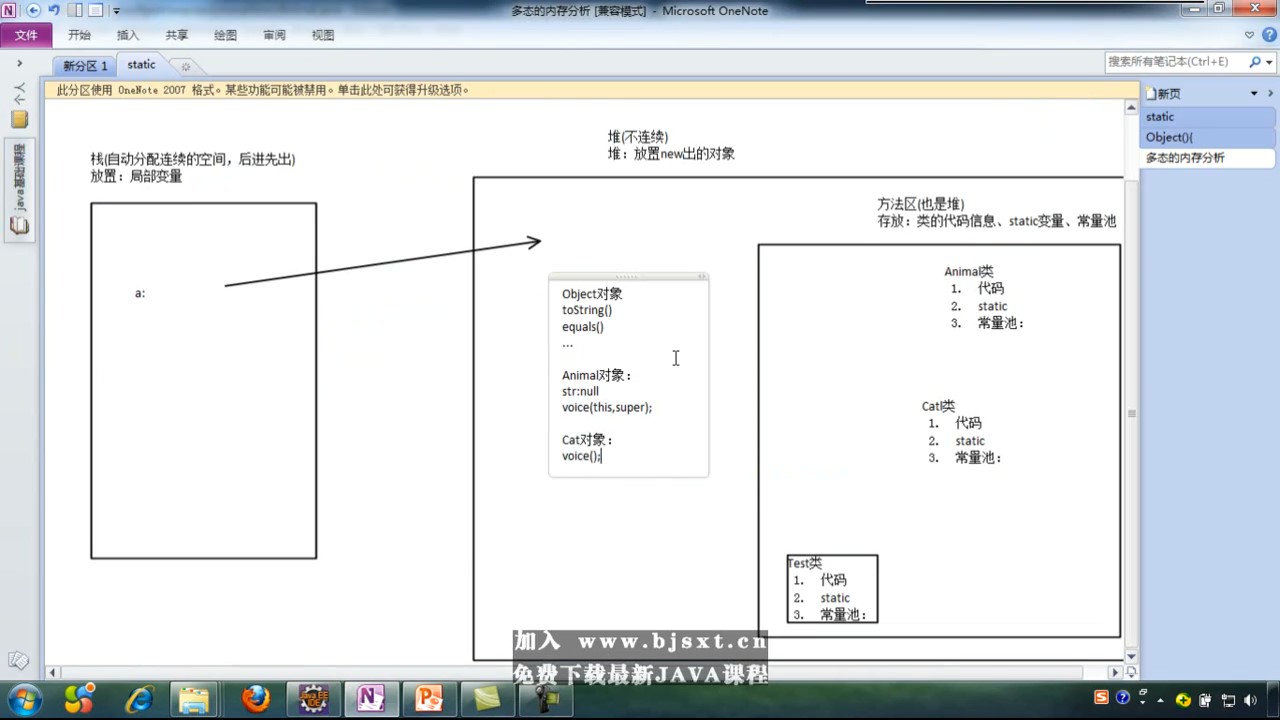 多态的内存分析 [兼容模式] - Microsoft OneNote
文件 开始 插入 共享 绘图 审阅 视图
新分区 1 static
搜索所有笔记本(Ctrl+E)
此分区使用 OneNote 2007 格式。某些功能可能被禁用。单击此处可获得升级选项。
新页
static
Object(){
多态的内存分析
java基础课程
栈(自动分配连续的空间，后进先出)
放置：局部变量
a:
堆(不连续)
堆：放置new出的对象
Object对象
toString()
equals()
...
Animal对象：
str:null
voice(this,super);
Cat对象：
voice();
方法区(也是堆)
存放：类的代码信息、static变量、常量池
Animal类
1. 代码
2. static
3. 常量池：
Catl类
1. 代码
2. static
3. 常量池：
Test类
1. 代码
2. static
3. 常量池：
加入 www.bjsxt.cn
免费下载最新JAVA课程